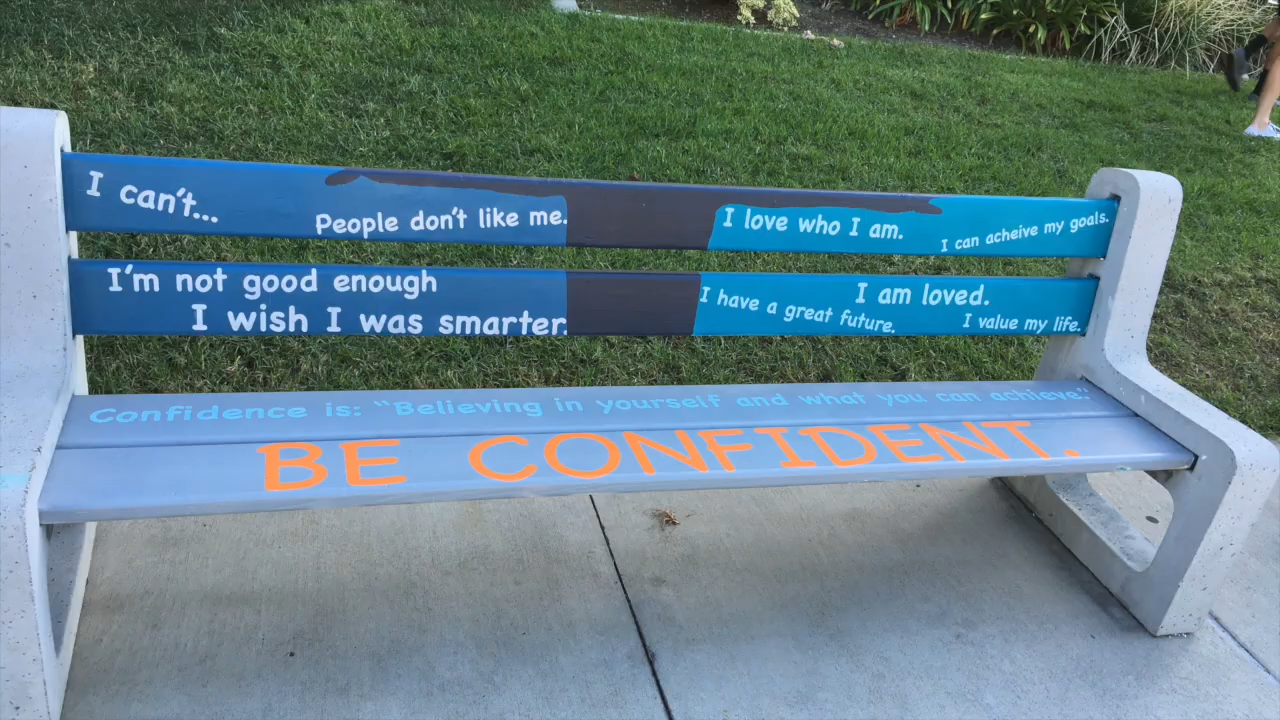 I can't...
People don't like me.
I'm not good enough
I wish I was smarter.
I love who I am.
I can acheive my goals.
I am loved.
I have a great future.
I value my life.
Confidence is: "Believing in yourself and what you can achieve."
BE CONFIDENT.